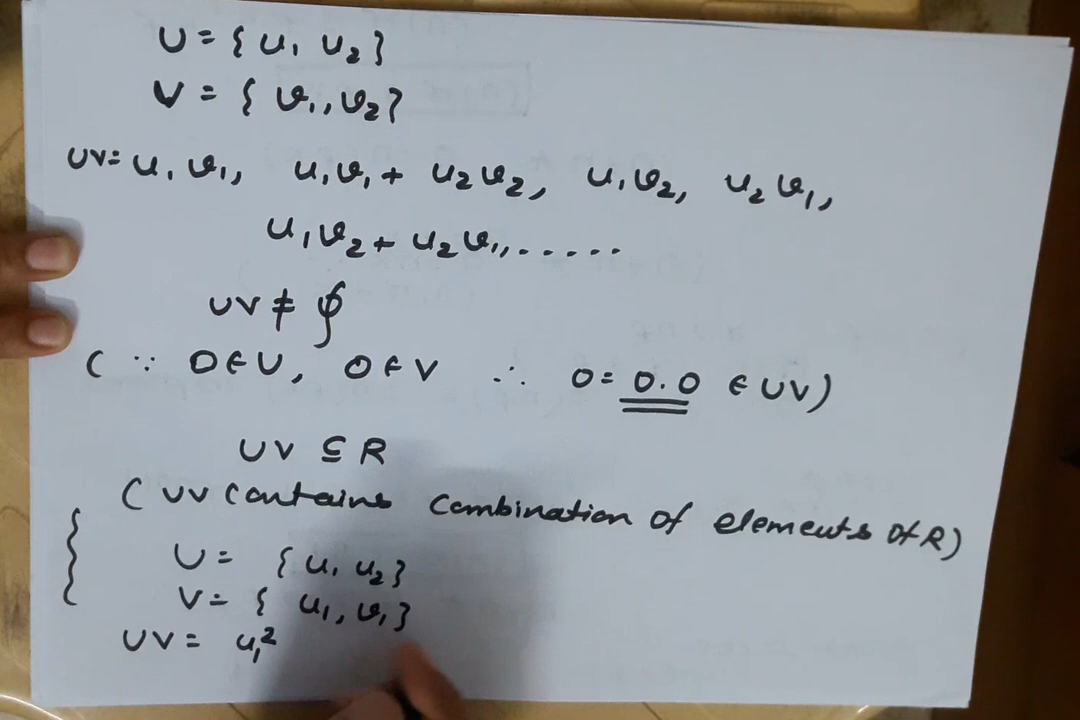 U = { u₁ u₂ }
V = { v₁, v₂ }
UV = u₁ v₁, u₁v₁ + u₂v₂, u₁v₂, u₂v₁,
u₁v₂ + u₂v₁, . . . . .
UV ≠ ϕ
( ∵ 0 ∈ U, 0 ∈ V ∴ 0 = 0.0 ∈ UV )
UV ⊆ R
( UV contains combination of elements of R )
U = { u₁ u₂ }
V = { u₁, v₁ }
UV = u₁²